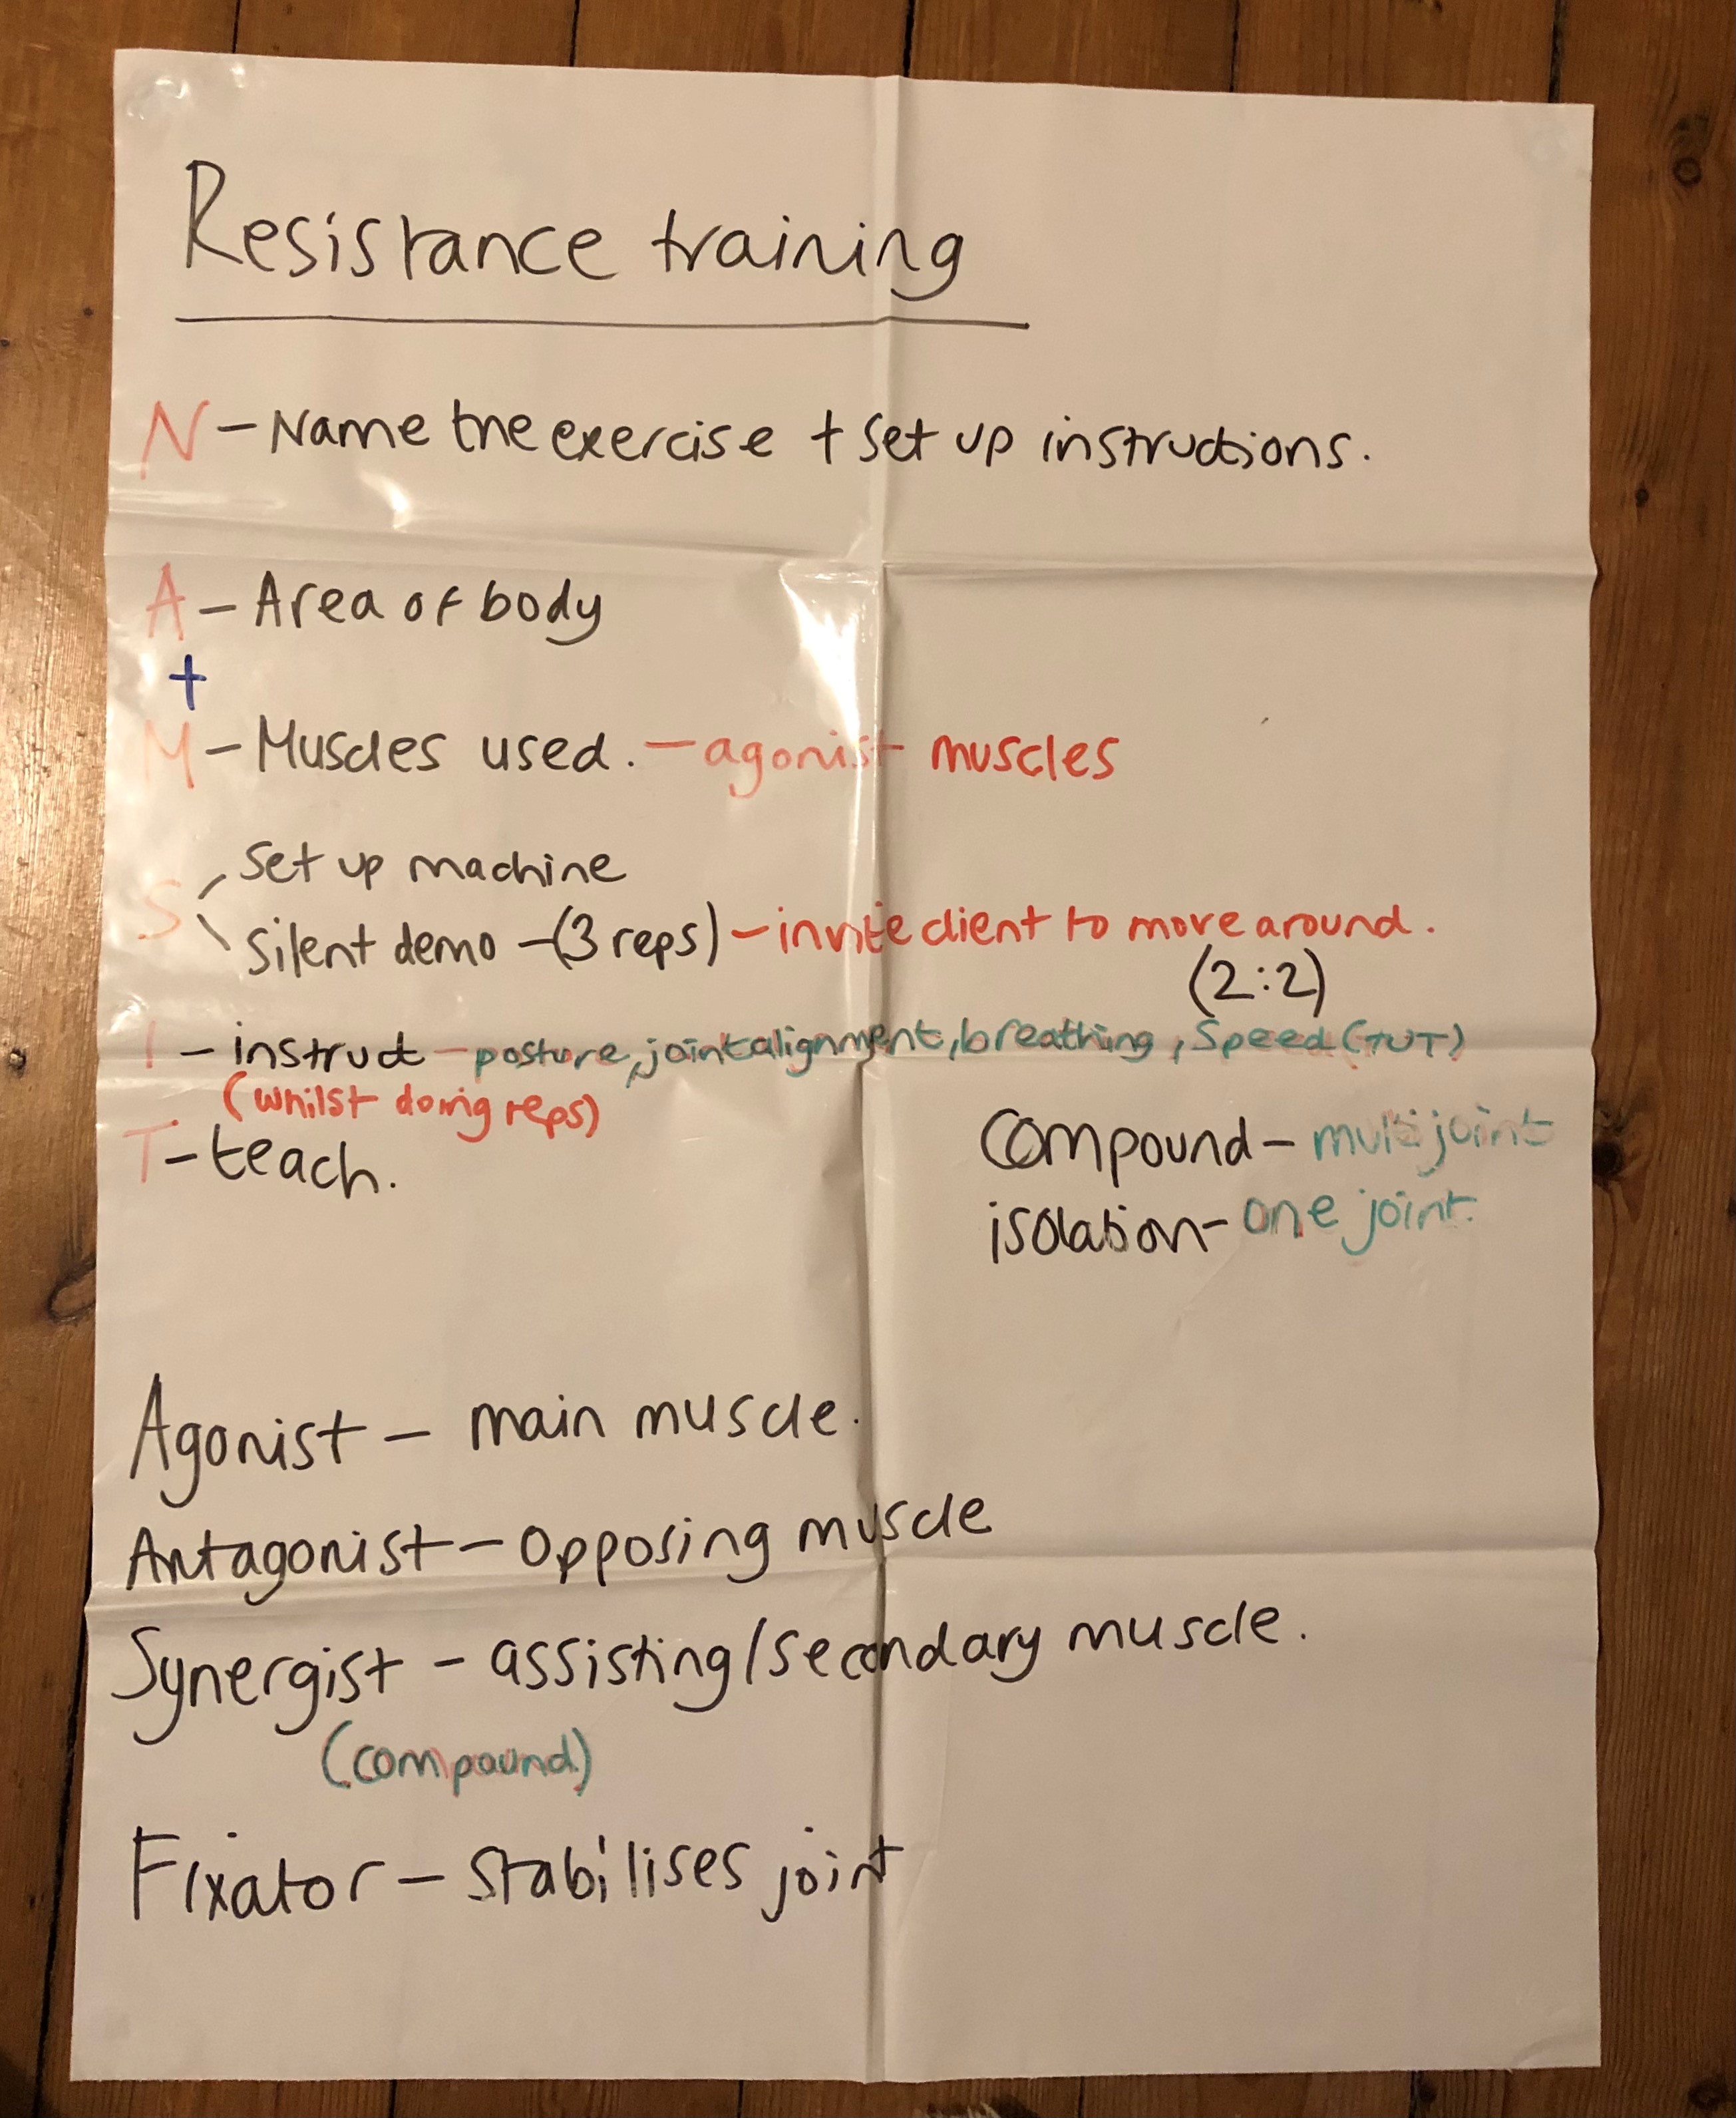 Resistance training
N - Name the exercise + set up instructions.
A - Area of body
+
M - Muscles used. - agonist muscles
S set up machine
silent demo - (3 reps) - invite client to move around.
(2:2)
I - instruct - posture, joint alignment, breathing, Speed (TUT)
(whilst doing reps)
T - teach.
Compound - multi joint
isolation - one joint.
Agonist - main muscle.
Antagonist - Opposing muscle
Synergist - assisting/secondary muscle.
(compound)
Fixator - stabilises joint